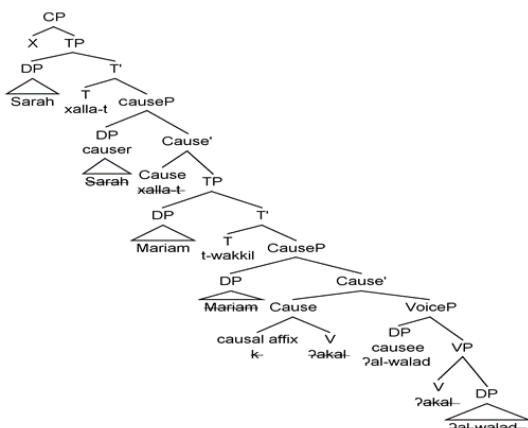 CP
X TP
DP T'
Sarah T causeP
xalla-t
DP Cause'
causer
Sarah Cause TP
xalla-t
DP T'
Mariam T CauseP
t-wakkil
DP Cause'
Mariam Cause VoiceP
causal affix V DP VP
k ʔakal causee
ʔal-walad
V DP
ʔakal ʔal-walad